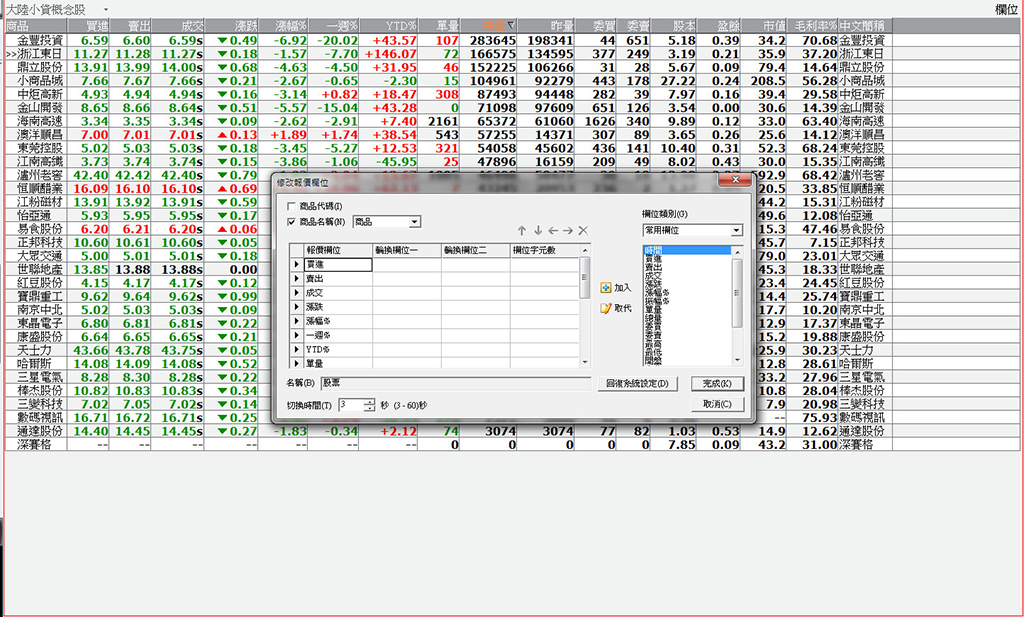 大陸小貸概念股 欄位
商品 買進 賣出 成交 漲跌 漲幅% 一週% YTD% 單量 總量▽ 昨量 委買 委賣 股本 盈餘 市值 毛利率% 中文簡稱
金豐投資 6.59 6.60 6.59s ▼0.49 -6.92 -20.02 +43.57 107 283645 198341 44 651 5.18 0.39 34.2 70.68 金豐投資
>>浙江東日 11.27 11.28 11.27s ▼0.18 -1.57 -7.70 +146.07 72 166575 134595 377 249 3.19 0.21 35.9 37.20 浙江東日
鼎立股份 13.91 13.99 14.00s ▼0.68 -4.63 -4.50 +31.95 46 152225 106266 31 28 5.67 0.09 79.4 14.64 鼎立股份
小商品城 7.66 7.67 7.66s ▼0.21 -2.67 -0.65 -2.30 15 104961 92279 443 178 27.22 0.24 208.5 56.28 小商品城
中炬高新 4.93 4.94 4.94s ▼0.16 -3.14 +0.82 +18.47 308 87493 94448 282 39 7.97 0.16 39.4 29.58 中炬高新
金山開發 8.65 8.66 8.64s ▼0.51 -5.57 -15.04 +43.28 0 71098 97609 651 126 3.54 0.00 30.6 14.39 金山開發
海南高速 3.34 3.35 3.34s ▼0.09 -2.62 -2.91 +7.40 2161 65372 61060 1626 340 9.89 0.12 33.0 63.40 海南高速
澳洋順昌 7.00 7.01 7.01s ▲0.13 +1.89 +1.74 +38.54 543 57255 14371 307 89 3.65 0.26 25.6 14.12 澳洋順昌
東莞控股 5.02 5.03 5.03s ▼0.18 -3.45 -5.27 +12.53 321 54058 45602 436 141 10.40 0.31 52.3 68.24 東莞控股
江南高纖 3.73 3.74 3.74s ▼0.15 -3.86 -1.06 -45.95 25 47896 16159 209 49 8.02 0.43 30.0 15.35 江南高纖
瀘州老窖 42.40 42.42 42.40s ▼0.79 68.42 瀘州老窖
恒順醋業 16.09 16.10 16.10s ▲0.69 20.5 33.85 恒順醋業
江粉磁材 13.91 13.92 13.91s ▼0.59 44.2 15.31 江粉磁材
怡亞通 5.93 5.95 5.95s ▼0.17 49.6 12.08 怡亞通
易食股份 6.20 6.21 6.20s ▲0.06 15.3 47.46 易食股份
正邦科技 10.60 10.61 10.60s ▼0.05 45.7 7.15 正邦科技
大眾交通 5.00 5.01 5.01s ▼0.18 79.0 23.01 大眾交通
世聯地產 13.85 13.88 13.88s 0.00 45.3 18.33 世聯地產
紅豆股份 4.15 4.17 4.17s ▼0.12 23.4 24.45 紅豆股份
寶鼎重工 9.62 9.64 9.62s ▼0.99 14.4 25.74 寶鼎重工
南京中北 5.02 5.03 5.03s ▼0.09 17.7 10.20 南京中北
東晶電子 6.80 6.81 6.81s ▼0.22 12.9 17.37 東晶電子
康盛股份 6.64 6.65 6.65s ▼0.21 15.2 19.88 康盛股份
天士力 43.66 43.78 43.75s ▼0.05 30.23 天士力
哈爾斯 14.08 14.09 14.08s ▼0.52 12.8 28.61 哈爾斯
三星電氣 8.28 8.30 8.28s ▼0.22 33.2 27.96 三星電氣
棒杰股份 10.82 10.83 10.83s ▼0.34 10.8 28.04 棒杰股份
三變科技 7.02 7.05 7.02s ▼0.14 7.9 20.98 三變科技
數碼視訊 16.71 16.72 16.71s ▼0.25 -- 75.93 數碼視訊
通達股份 14.40 14.45 14.45s ▼0.27 -1.83 -0.34 +2.12 74 3074 3074 77 82 1.03 0.53 14.9 12.62 通達股份
深賽格 -- -- -- -- -- -- -- 0 0 0 0 0 7.85 0.09 43.2 31.00 深賽格
修改報價欄位
商品代碼(I)
商品名稱(N) 商品
報價欄位 輪換欄位一 輪換欄位二 欄位字元數
買進
賣出
成交
漲跌
漲幅%
一週%
YTD%
單量
加入
取代
欄位類別(G)
常用欄位
時間
買進
賣出
成交
漲跌
漲幅%
振幅%
單量
總量
委買
委賣
最高
最低
開盤
名稱(B) 股票
回復系統設定(D) 完成(K)
切換時間(T) 3 秒 (3 - 60)秒 取消(C)